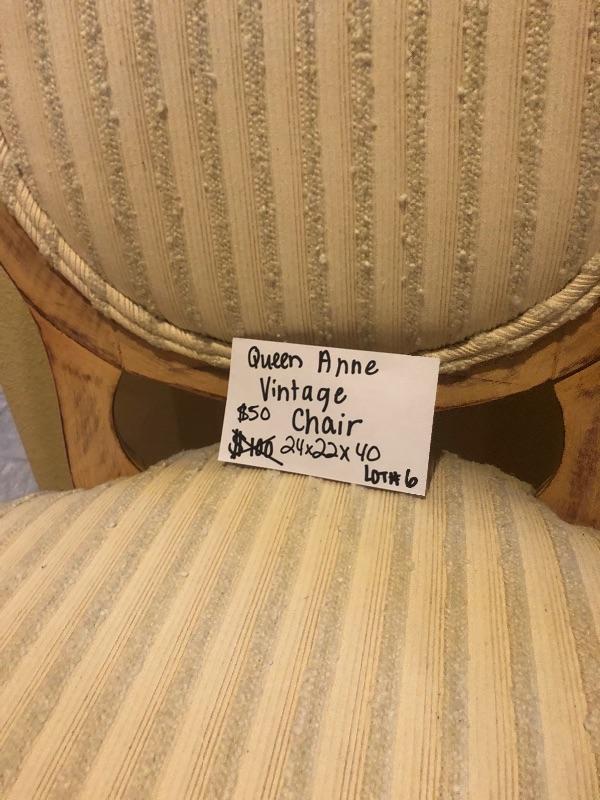 Queen Anne
Vintage
$50 Chair
$100 24x22x40
LOT# 6